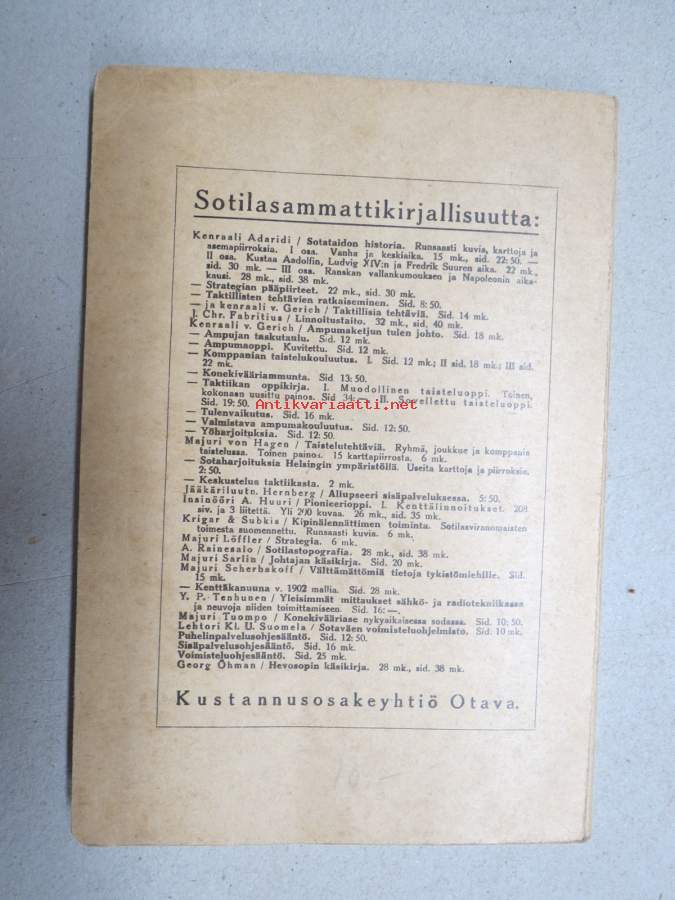 Sotilasammattikirjallisuutta:
Kenraali Adaridi / Sotataidon historia. Runsaasti kuvia, karttoja ja
asemapiirroksia. I osa. Vanha ja keskiaika. 15 mk., sid. 22:50. —
II osa. Kustaa Aadolfin, Ludvig XIV:n ja Fredrik Suuren aika. 22 mk.,
sid. 30 mk. — III osa. Ranskan vallankumouksen ja Napoleonin aika-
kausi. 28 mk., sid. 38 mk.
— Strategian pääpiirteet. 22 mk., sid. 30 mk.
— Taktillisten tehtävien ratkaiseminen. Sid. 8:50.
— ja kenraali v. Gerich / Taktillisia tehtäviä. Sid. 14 mk.
J. Chr. Fabritius / Linnoitustaito. 32 mk., sid. 40 mk.
Kenraali v. Gerich / Ampumaketjun tulen johto. Sid. 18 mk.
— Ampujan taskutaulu. Sid. 12 mk.
— Ampumaoppi. Kuvitettu. Sid. 12 mk.
— Komppanian taistelukouluutus. I. Sid. 12 mk.; II sid. 18 mk.; III sid.
22 mk.
— Konekivääriammunta. Sid 13:50.
— Taktiikan oppikirja. I. Muodollinen taisteluoppi. Toinen,
kokonaan uusittu painos. Sid 34:—. II. Sovellettu taisteluoppi.
Sid. 19:50.
Antikvariaatti.net
— Tulenvaikutus. Sid. 16 mk.
— Valmistava ampumakouluutus. Sid. 12:50.
— Yöharjoituksia. Sid. 12:50.
Majuri von Hagen / Taistelutehtäviä. Ryhmä, joukkue ja komppania
taistelussa. Toinen painos. 15 karttapiirrosta. 6 mk.
— Sotaharjoituksia Helsingin ympäristöllä. Useita karttoja ja piirroksia.
2:50.
— Keskustelua taktiikasta. 2 mk.
Jääkäriluutn. Hernberg / Aliupseeri sisäpalveluksessa. 5:50.
Insinööri A. Huuri / Pionieerioppi. I. Kenttälinnoitukset. 208
siv. ja 3 liitettä. Yli 200 kuvaa. 26 mk., sid. 35 mk.
Krigar & Subkis / Kipinälennättimen toiminta. Sotilasviranomaisten
toimesta suomennettu. Runsaasti kuvia. 6 mk.
Majuri Löffler / Strategia. 6 mk.
A. Rainesalo / Sotilastopografia. 28 mk., sid. 38 mk.
Majuri Sarlin / Johtajan käsikirja. Sid. 20 mk.
Majuri Scherbakoff / Välttämättömiä tietoja tykistömiehille. Sid.
15 mk.
— Kenttäkanuuna v. 1902 mallia. Sid. 28 mk.
Y. P. Tenhunen / Yleisimmät mittaukset sähkö- ja radiotekniikassa
ja neuvoja niiden toimittamiseen. Sid. 16:—.
Majuri Tuompo / Konekivääriase nykyaikaisessa sodassa. Sid. 10:50.
Lehtori Kl. U. Suomela / Sotaväen voimisteluohjelmisto. Sid. 10 mk.
Puhelinpalvelusohjesääntö. Sid. 12:50.
Sisäpalvelusohjesääntö. Sid. 16 mk.
Voimisteluohjesääntö. Sid. 25 mk.
Georg Öhman / Hevosopin käsikirja. 28 mk., sid. 38 mk.
Kustannusosakeyhtiö Otava.
10 —